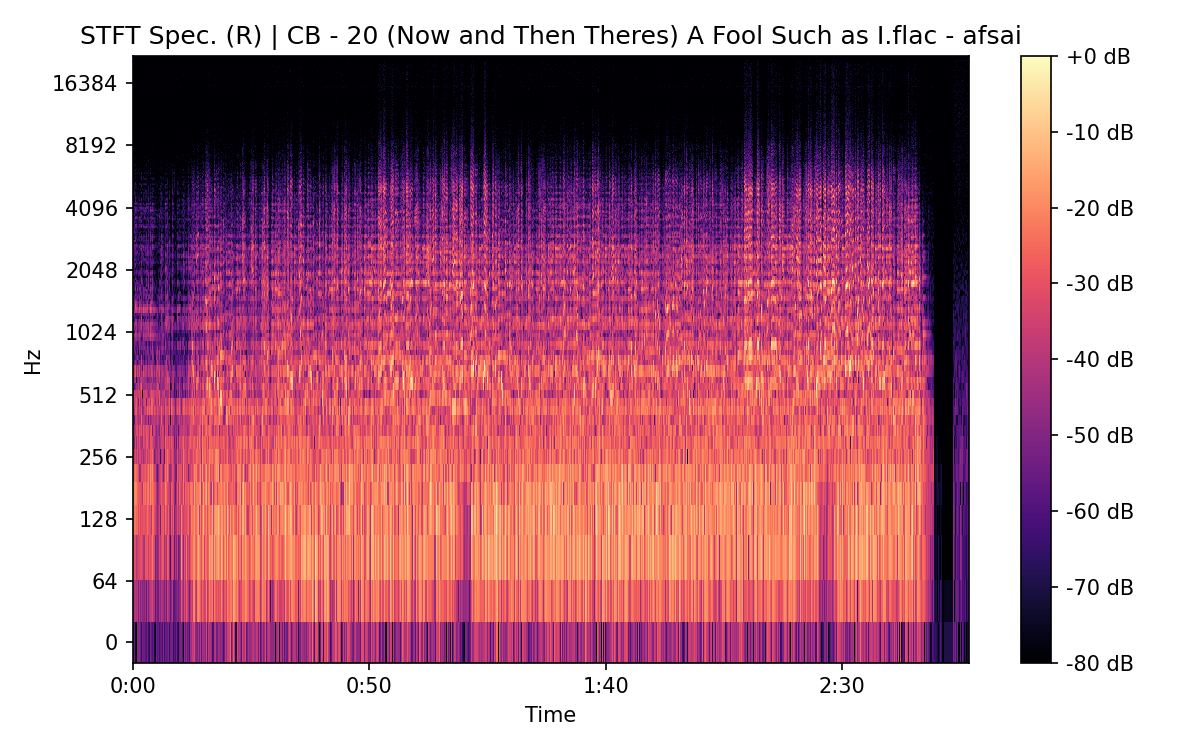 STFT Spec. (R) | CB - 20 (Now and Then Theres) A Fool Such as I.flac - afsai
16384
8192
4096
2048
1024
512
256
128
64
0
Hz
0:00
0:50
1:40
2:30
Time
+0 dB
-10 dB
-20 dB
-30 dB
-40 dB
-50 dB
-60 dB
-70 dB
-80 dB